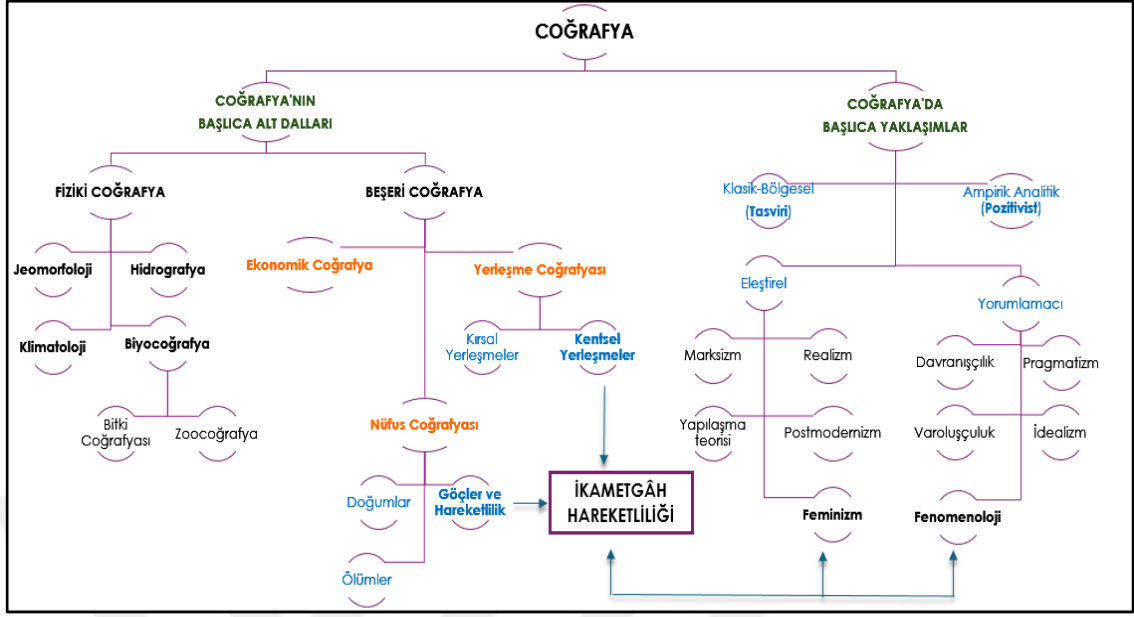 COĞRAFYA
COĞRAFYA'NIN
BAŞLICA ALT DALLARI
COĞRAFYA'DA
BAŞLICA YAKLAŞIMLAR
FİZİKİ COĞRAFYA
BEŞERİ COĞRAFYA
Klasik-Bölgesel
(Tasviri)
Ampirik Analitik
(Pozitivist)
Jeomorfoloji
Hidrografya
Ekonomik Coğrafya
Yerleşme Coğrafyası
Eleştirel
Yorumlamacı
Klimatoloji
Biyocoğrafya
Kırsal
Yerleşmeler
Kentsel
Yerleşmeler
Marksizm
Realizm
Davranışçılık
Pragmatizm
Bitki
Coğrafyası
Zoocoğrafya
Nüfus Coğrafyası
Yapılaşma
teorisi
Postmodernizm
Varoluşçuluk
İdealizm
Doğumlar
Göçler ve
Hareketlilik
İKAMETGÂH
HAREKETLİLİĞİ
Feminizm
Fenomenoloji
Ölümler